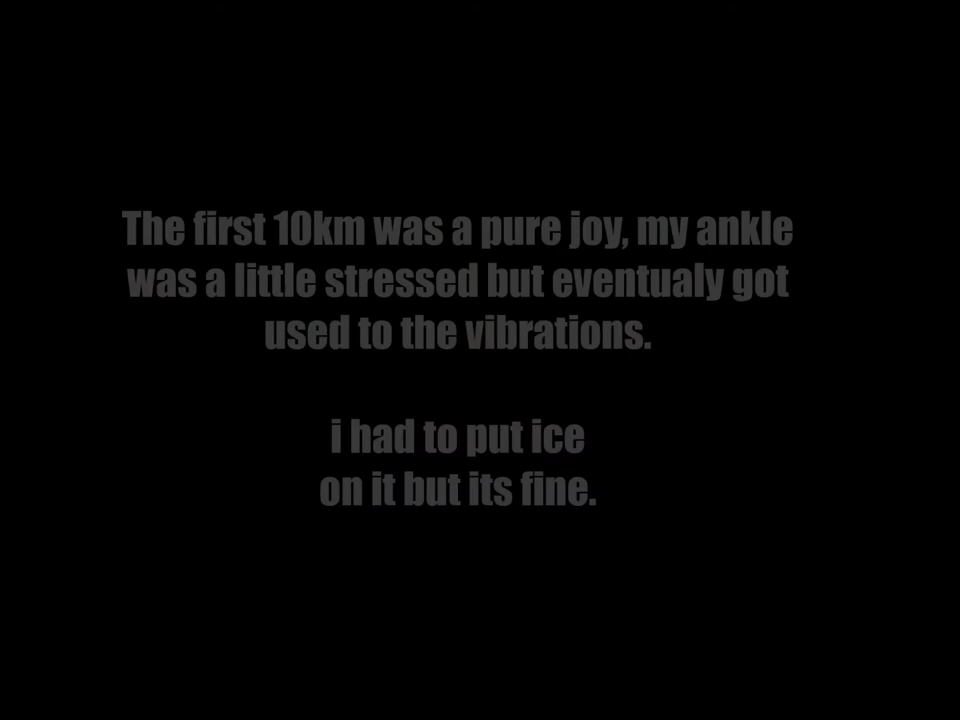 The first 10km was a pure joy, my ankle
was a little stressed but eventualy got
used to the vibrations.
i had to put ice
on it but its fine.